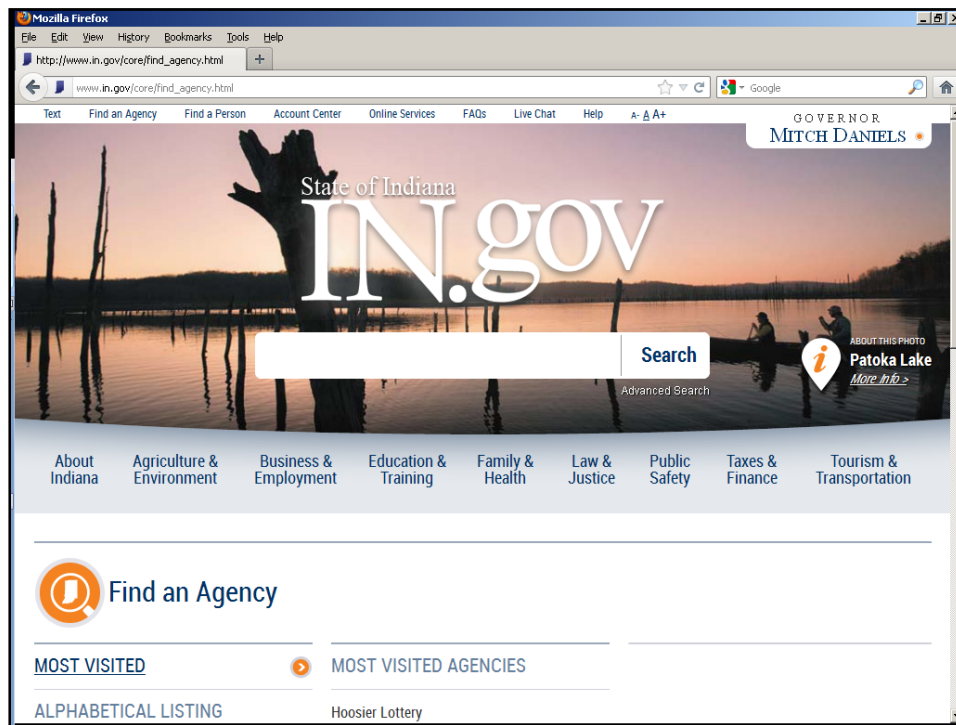 Mozilla Firefox
File Edit View History Bookmarks Tools Help
http://www.in.gov/core/find_agency.html
www.in.gov/core/find_agency.html
Google
Text Find an Agency Find a Person Account Center Online Services FAQs Live Chat Help A- A A+
GOVERNOR
MITCH DANIELS
State of Indiana
IN.gov
Search
Advanced Search
ABOUT THIS PHOTO
Patoka Lake
More Info >
About Indiana
Agriculture & Environment
Business & Employment
Education & Training
Family & Health
Law & Justice
Public Safety
Taxes & Finance
Tourism & Transportation
Find an Agency
MOST VISITED
MOST VISITED AGENCIES
ALPHABETICAL LISTING
Hoosier Lottery